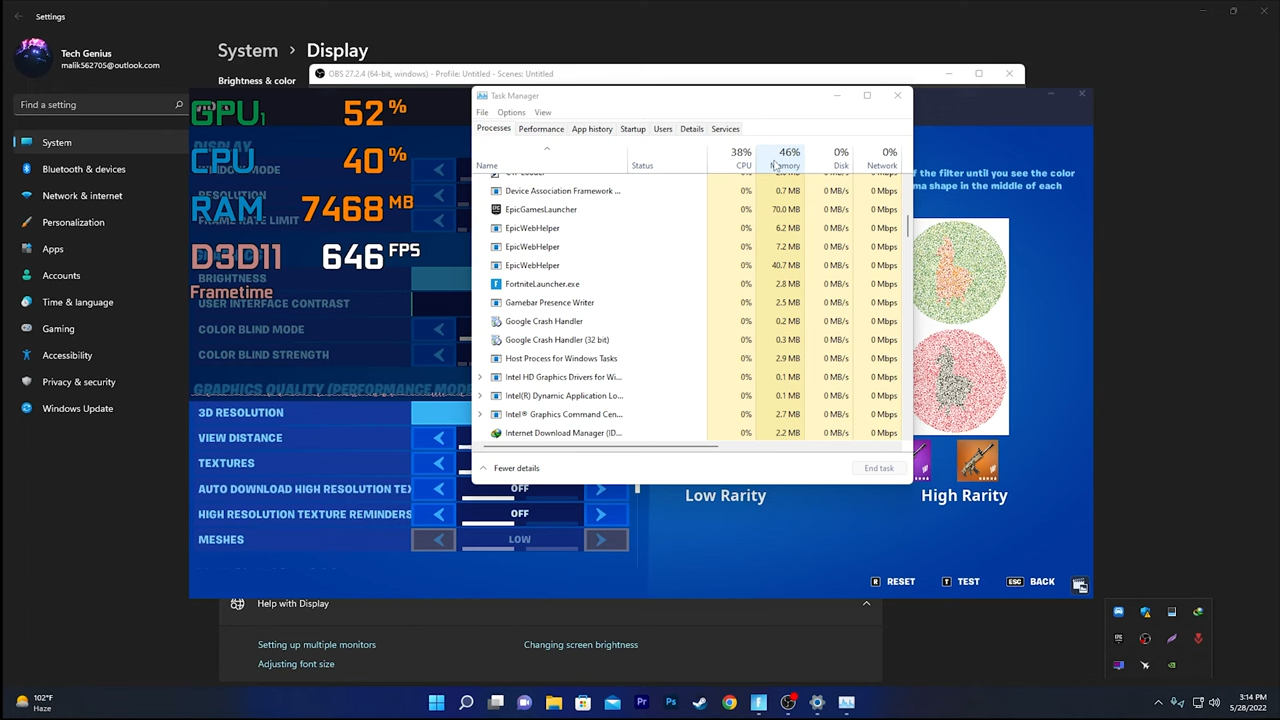 Settings
Tech Genius
malik562705@outlook.com
Find a setting
System
Bluetooth & devices
Network & internet
Personalization
Apps
Accounts
Time & language
Gaming
Accessibility
Privacy & security
Windows Update
System > Display
Brightness & color
OBS 27.2.4 (64-bit, windows) - Profile: Untitled - Scenes: Untitled
GPU1 52 %
CPU 40 %
RAM 7468 MB
D3D11 646 FPS
Frametime
RESOLUTION
FRAME RATE LIMIT
BRIGHTNESS
USER INTERFACE CONTRAST
COLOR BLIND MODE
COLOR BLIND STRENGTH
GRAPHICS QUALITY (PERFORMANCE MODE
3D RESOLUTION
VIEW DISTANCE
TEXTURES
AUTO DOWNLOAD HIGH RESOLUTION TEX OFF
HIGH RESOLUTION TEXTURE REMINDERS OFF
MESHES LOW
Task Manager
File Options View
Processes Performance App history Startup Users Details Services
38% 46% 0% 0%
Name Status CPU Memory Disk Network
Device Association Framework ... 0% 0.7 MB 0 MB/s 0 Mbps
EpicGamesLauncher 0% 70.0 MB 0 MB/s 0 Mbps
EpicWebHelper 0% 6.2 MB 0 MB/s 0 Mbps
EpicWebHelper 0% 7.2 MB 0 MB/s 0 Mbps
EpicWebHelper 0% 40.7 MB 0 MB/s 0 Mbps
FortniteLauncher.exe 0% 2.8 MB 0 MB/s 0 Mbps
Gamebar Presence Writer 0% 2.5 MB 0 MB/s 0 Mbps
Google Crash Handler 0% 0.2 MB 0 MB/s 0 Mbps
Google Crash Handler (32 bit) 0% 0.3 MB 0 MB/s 0 Mbps
Host Process for Windows Tasks 0% 2.9 MB 0 MB/s 0 Mbps
Intel HD Graphics Drivers for Wi... 0% 0.1 MB 0 MB/s 0 Mbps
Intel(R) Dynamic Application Lo... 0% 0.1 MB 0 MB/s 0 Mbps
Intel® Graphics Command Cen... 0% 2.7 MB 0 MB/s 0 Mbps
Internet Download Manager (ID... 0% 2.2 MB 0 MB/s 0 Mbps
Fewer details End task
of the filter until you see the color
ma shape in the middle of each
Low Rarity High Rarity
R RESET T TEST ESC BACK
Help with Display
Setting up multiple monitors Changing screen brightness
Adjusting font size
102°F
Haze
3:14 PM
5/28/2022